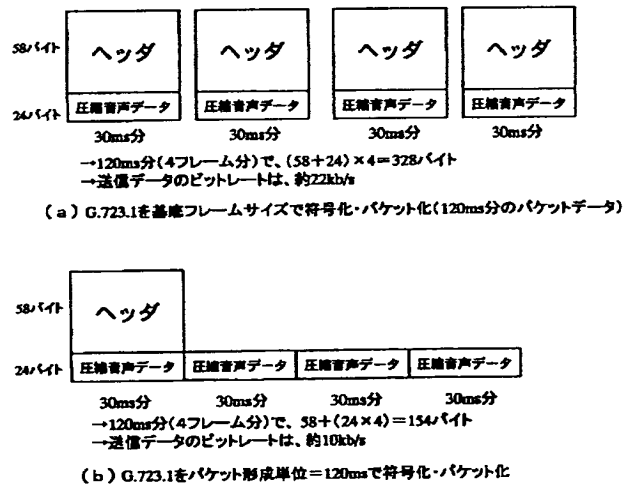 58バイト
ヘッダ ヘッダ ヘッダ ヘッダ
24バイト
圧縮音声データ 圧縮音声データ 圧縮音声データ 圧縮音声データ
30ms分 30ms分 30ms分 30ms分
→120ms分(4フレーム分)で、(58+24)×4=328バイト
→送信データのビットレートは、約22kb/s
(a)G.723.1を基底フレームサイズで符号化・パケット化(120ms分のパケットデータ)
58バイト
ヘッダ
24バイト
圧縮音声データ 圧縮音声データ 圧縮音声データ 圧縮音声データ
30ms分 30ms分 30ms分 30ms分
→120ms分(4フレーム分)で、58+(24×4)=154バイト
→送信データのビットレートは、約10kb/s
(b)G.723.1をパケット形成単位=120msで符号化・パケット化